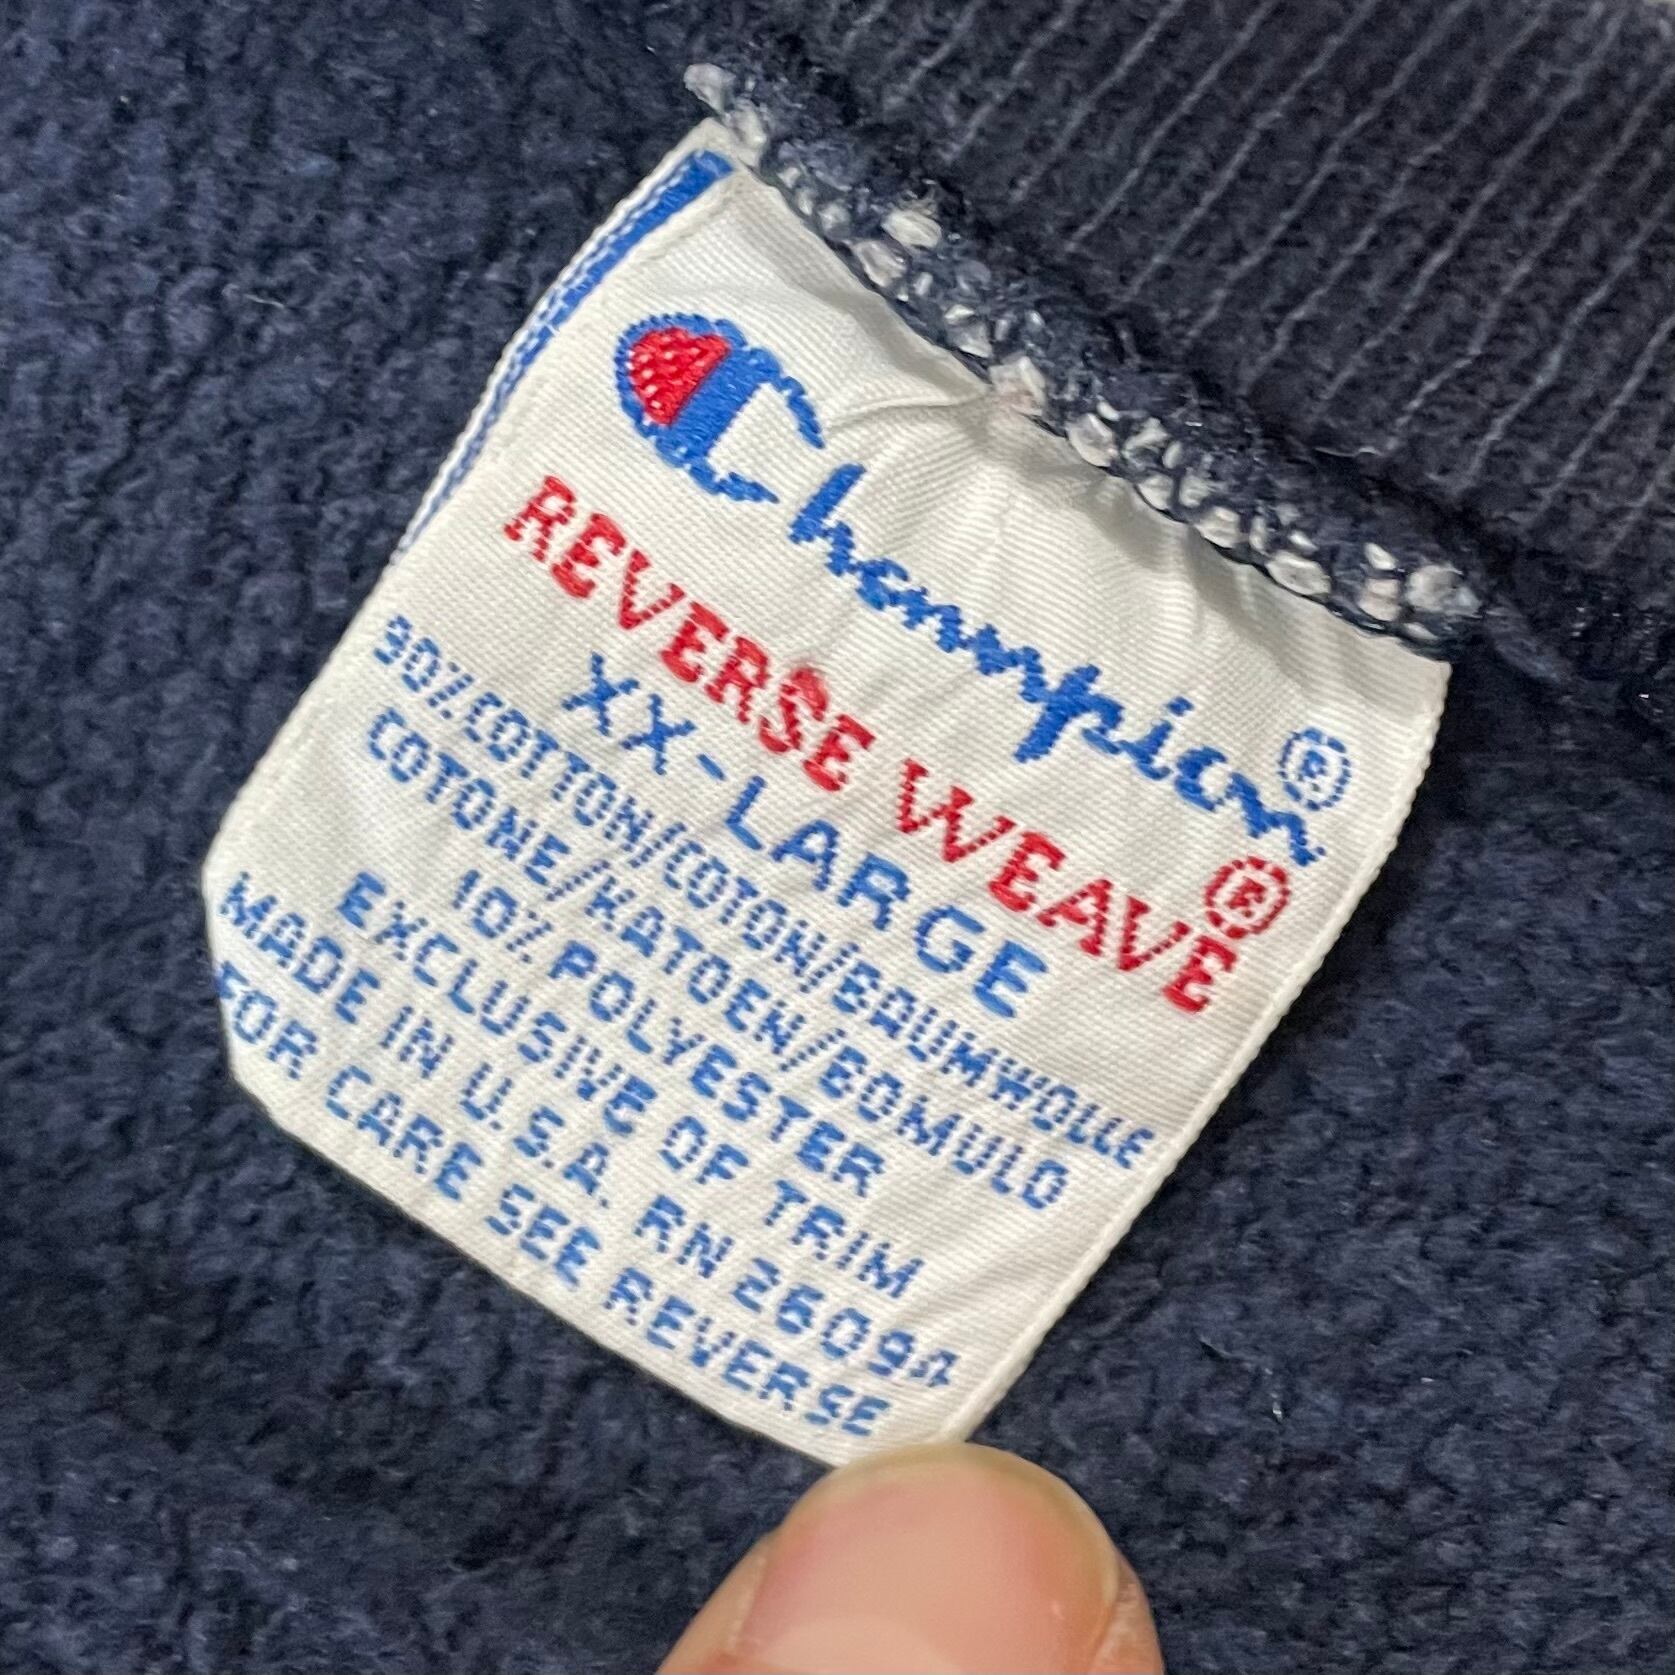 Champion®
REVERSE WEAVE®
XX-LARGE
90%COTTON/COTON/BAUMWOLLE
COTONE/KATOEN/BOMULD
10% POLYESTER
EXCLUSIVE OF TRIM
MADE IN U.S.A. RN 26094
FOR CARE SEE REVERSE